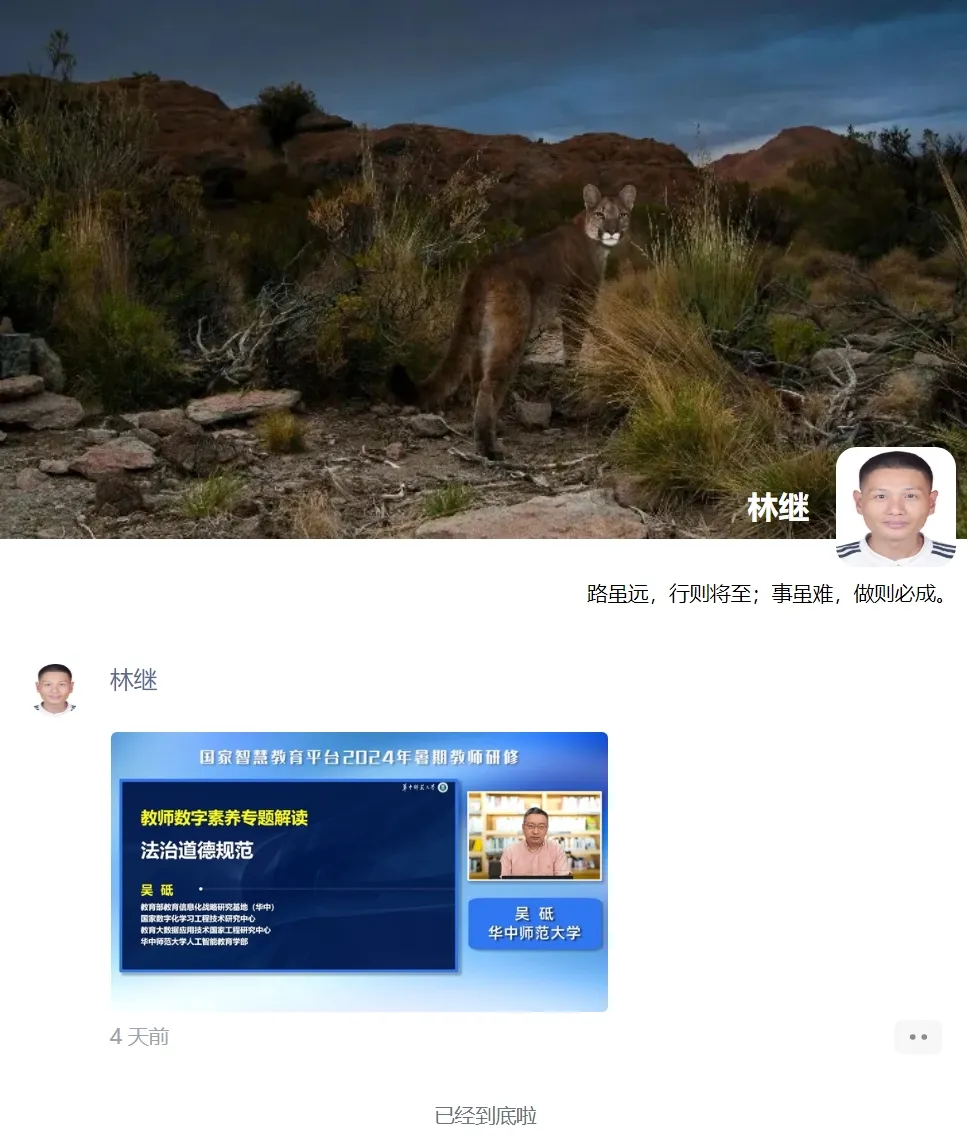 林继
路虽远，行则将至；事虽难，做则必成。
林继
国家智慧教育平台2024年暑期教师研修
华中师范大学
教师数字素养专题解读
法治道德规范
吴 砥
教育部教育信息化战略研究基地（华中）
国家数字化学习工程技术研究中心
教育大数据应用技术国家工程研究中心
华中师范大学人工智能教育学部
吴 砥
华中师范大学
4 天前
已经到底啦